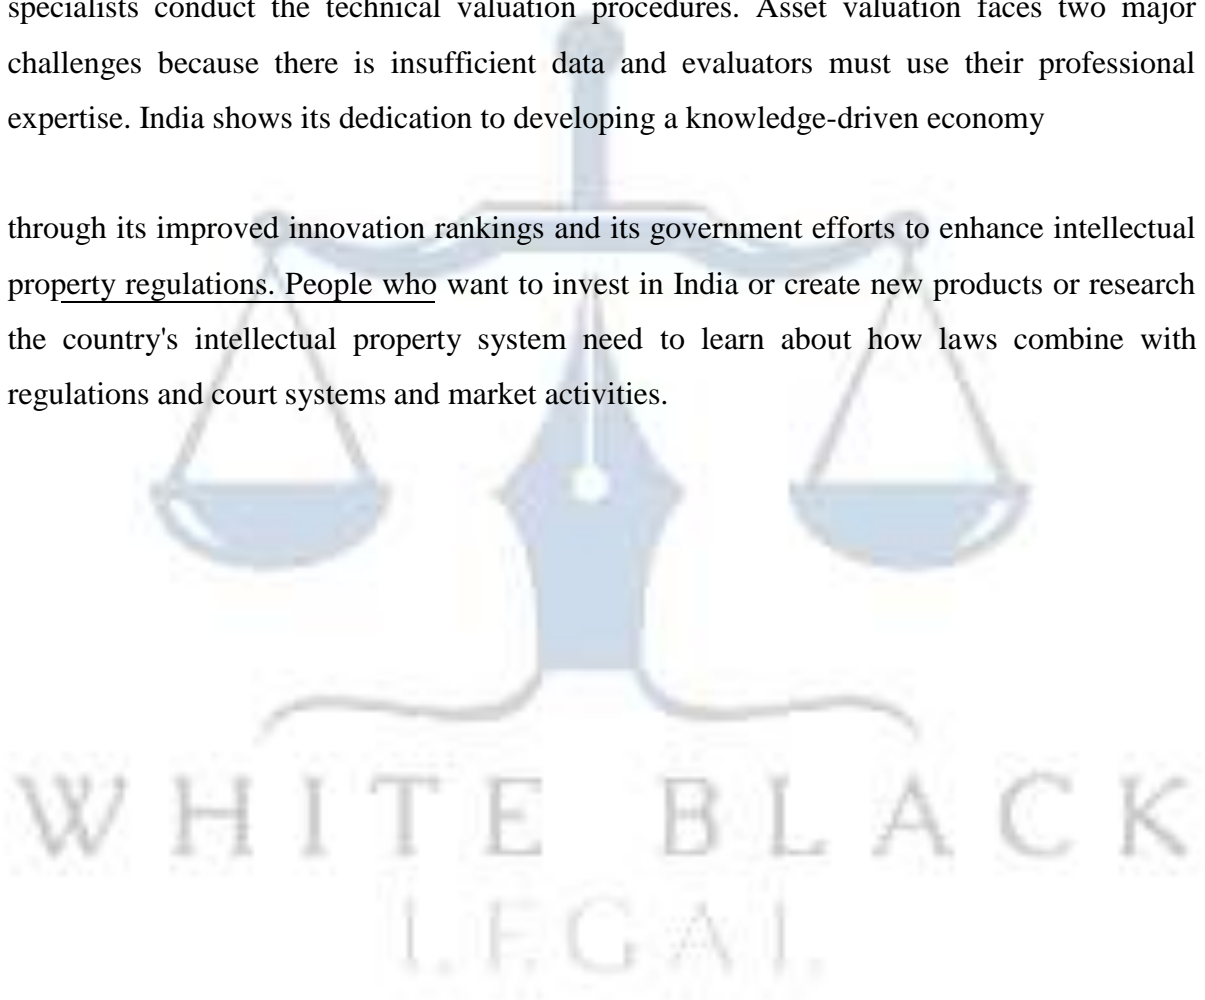 specialists conduct the technical valuation procedures. Asset valuation faces two major
challenges because there is insufficient data and evaluators must use their professional
expertise. India shows its dedication to developing a knowledge-driven economy
through its improved innovation rankings and its government efforts to enhance intellectual
property regulations. People who want to invest in India or create new products or research
the country's intellectual property system need to learn about how laws combine with
regulations and court systems and market activities.
WHITE BLACK
LEGAL